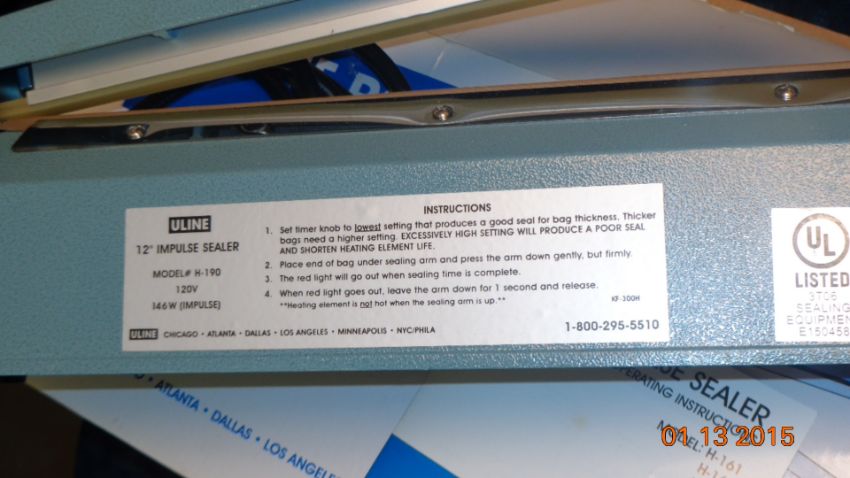 ULINE
12" IMPULSE SEALER
MODEL# H-190
120V
146W (IMPULSE)
INSTRUCTIONS
1. Set timer knob to lowest setting that produces a good seal for bag thickness. Thicker
bags need a higher setting. EXCESSIVELY HIGH SETTING WILL PRODUCE A POOR SEAL
AND SHORTEN HEATING ELEMENT LIFE.
2. Place end of bag under sealing arm and press the arm down gently, but firmly.
3. The red light will go out when sealing time is complete.
4. When red light goes out, leave the arm down for 1 second and release.
**Heating element is not hot when the sealing arm is up.**
KF-300H
ULINE CHICAGO • ATLANTA • DALLAS • LOS ANGELES • MINNEAPOLIS • NYC/PHILA
1-800-295-5510
UL
LISTED
3T06
SEALING
EQUIPMEN
E150458
• ATLANTA • DALLAS • LOS ANGELES
SE SEALER
OPERATING INSTRUCTIONS
MODEL: H-161
01.13.2015